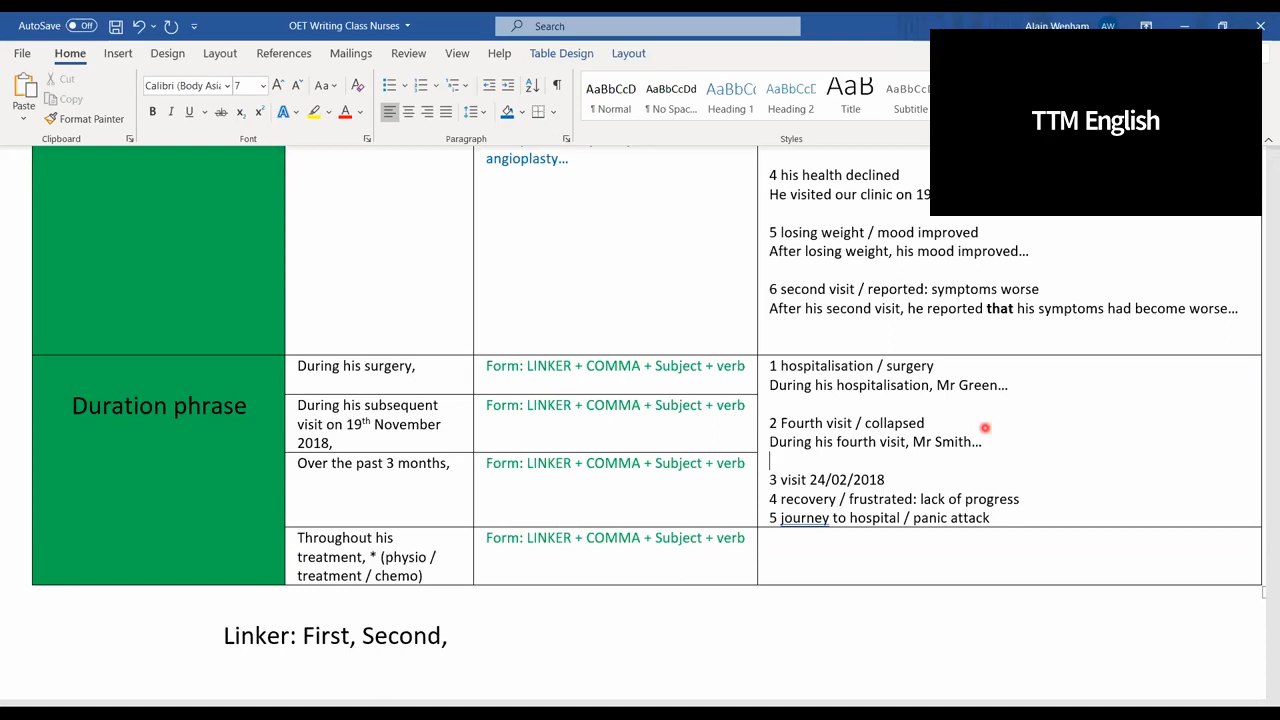 AutoSave Off OET Writing Class Nurses Search Alain Wenham AW
File Home Insert Design Layout References Mailings Review View Help Table Design Layout
Paste
Cut
Copy
Format Painter
Clipboard
Calibri (Body Asi 7
Font
Paragraph
AaBbCcD AaBbCcDd AaBbCc AaBbCcC AaB AaBbCcD
¶ Normal ¶ No Spac... Heading 1 Heading 2 Title Subtitle
Styles
TTM English
angioplasty…
4 his health declined
He visited our clinic on 19
5 losing weight / mood improved
After losing weight, his mood improved…
6 second visit / reported: symptoms worse
After his second visit, he reported that his symptoms had become worse…
Duration phrase
During his surgery,
Form: LINKER + COMMA + Subject + verb
During his subsequent
visit on 19th November
2018,
Form: LINKER + COMMA + Subject + verb
Over the past 3 months,
Form: LINKER + COMMA + Subject + verb
Throughout his
treatment, * (physio /
treatment / chemo)
Form: LINKER + COMMA + Subject + verb
1 hospitalisation / surgery
During his hospitalisation, Mr Green…
2 Fourth visit / collapsed
During his fourth visit, Mr Smith…
3 visit 24/02/2018
4 recovery / frustrated: lack of progress
5 journey to hospital / panic attack
Linker: First, Second,